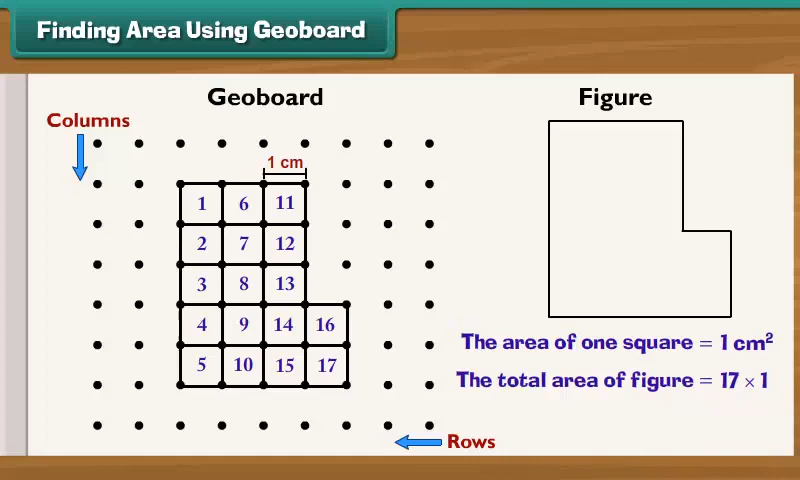 Finding Area Using Geoboard
Geoboard
Figure
Columns
1 cm
1 6 11
2 7 12
3 8 13
4 9 14 16
5 10 15 17
The area of one square = 1 cm²
The total area of figure = 17 × 1
Rows